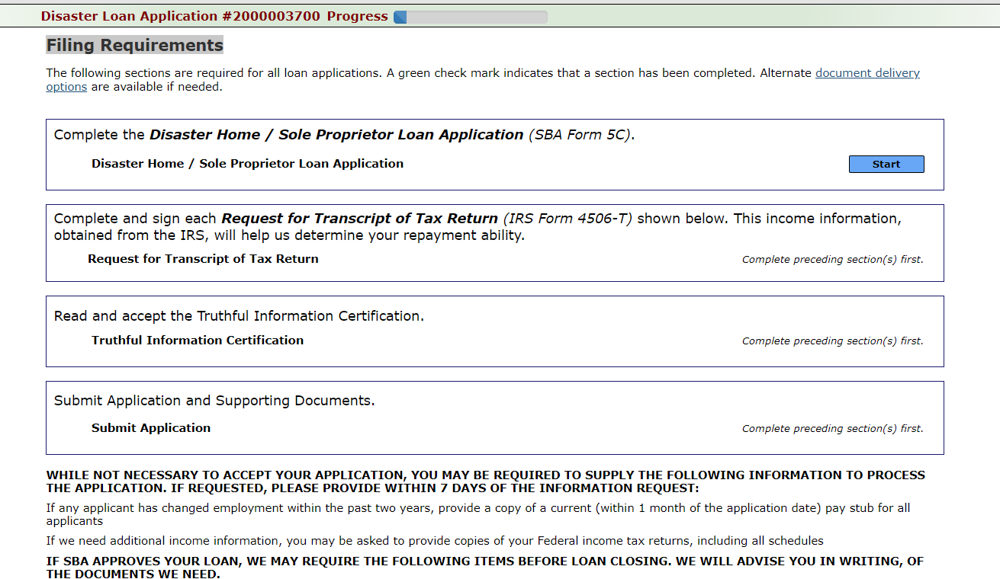 Disaster Loan Application #2000003700 Progress
Filing Requirements
The following sections are required for all loan applications. A green check mark indicates that a section has been completed. Alternate document delivery
options are available if needed.
Complete the Disaster Home / Sole Proprietor Loan Application (SBA Form 5C).
Disaster Home / Sole Proprietor Loan Application
Start
Complete and sign each Request for Transcript of Tax Return (IRS Form 4506-T) shown below. This income information,
obtained from the IRS, will help us determine your repayment ability.
Request for Transcript of Tax Return
Complete preceding section(s) first.
Read and accept the Truthful Information Certification.
Truthful Information Certification
Complete preceding section(s) first.
Submit Application and Supporting Documents.
Submit Application
Complete preceding section(s) first.
WHILE NOT NECESSARY TO ACCEPT YOUR APPLICATION, YOU MAY BE REQUIRED TO SUPPLY THE FOLLOWING INFORMATION TO PROCESS
THE APPLICATION. IF REQUESTED, PLEASE PROVIDE WITHIN 7 DAYS OF THE INFORMATION REQUEST:
If any applicant has changed employment within the past two years, provide a copy of a current (within 1 month of the application date) pay stub for all
applicants
If we need additional income information, you may be asked to provide copies of your Federal income tax returns, including all schedules
IF SBA APPROVES YOUR LOAN, WE MAY REQUIRE THE FOLLOWING ITEMS BEFORE LOAN CLOSING. WE WILL ADVISE YOU IN WRITING, OF
THE DOCUMENTS WE NEED.